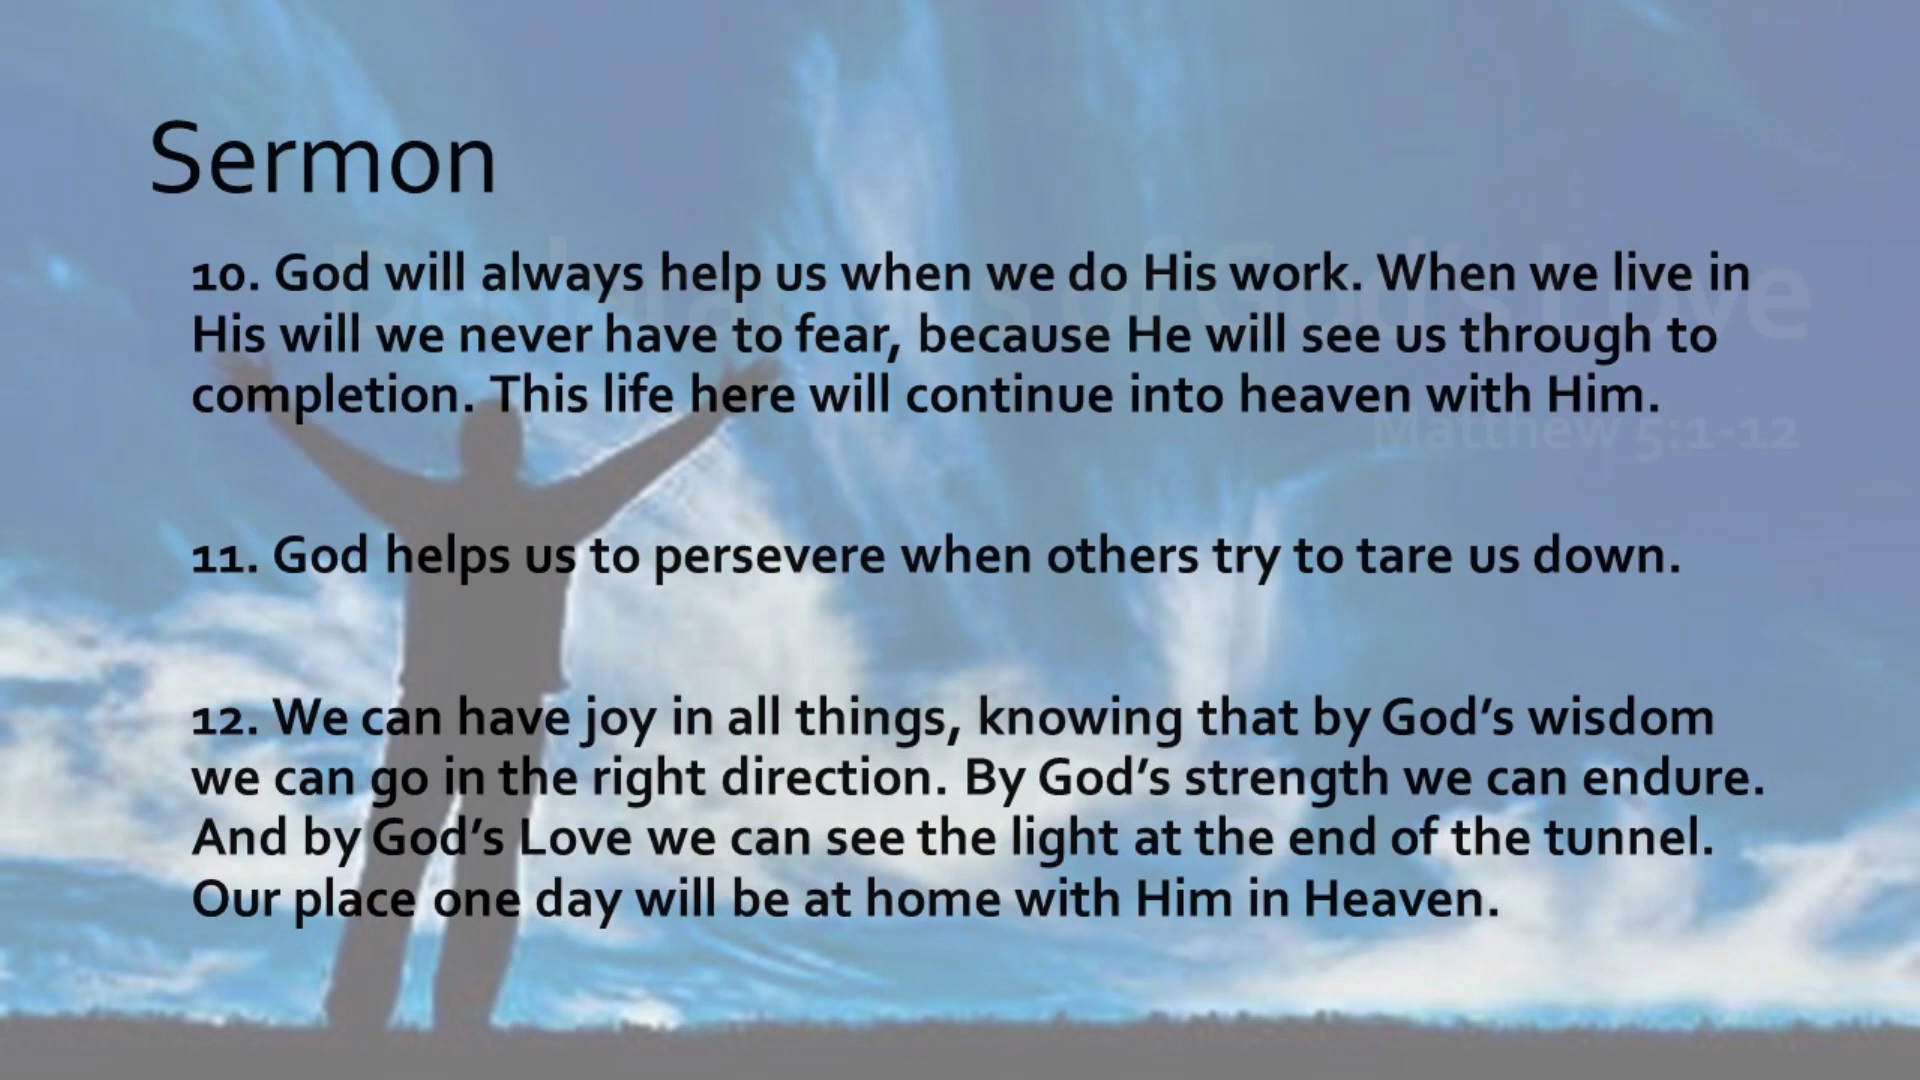 Sermon
10. God will always help us when we do His work. When we live in
His will we never have to fear, because He will see us through to
completion. This life here will continue into heaven with Him.
Matthew 5:1-12
11. God helps us to persevere when others try to tare us down.
12. We can have joy in all things, knowing that by God’s wisdom
we can go in the right direction. By God’s strength we can endure.
And by God’s Love we can see the light at the end of the tunnel.
Our place one day will be at home with Him in Heaven.